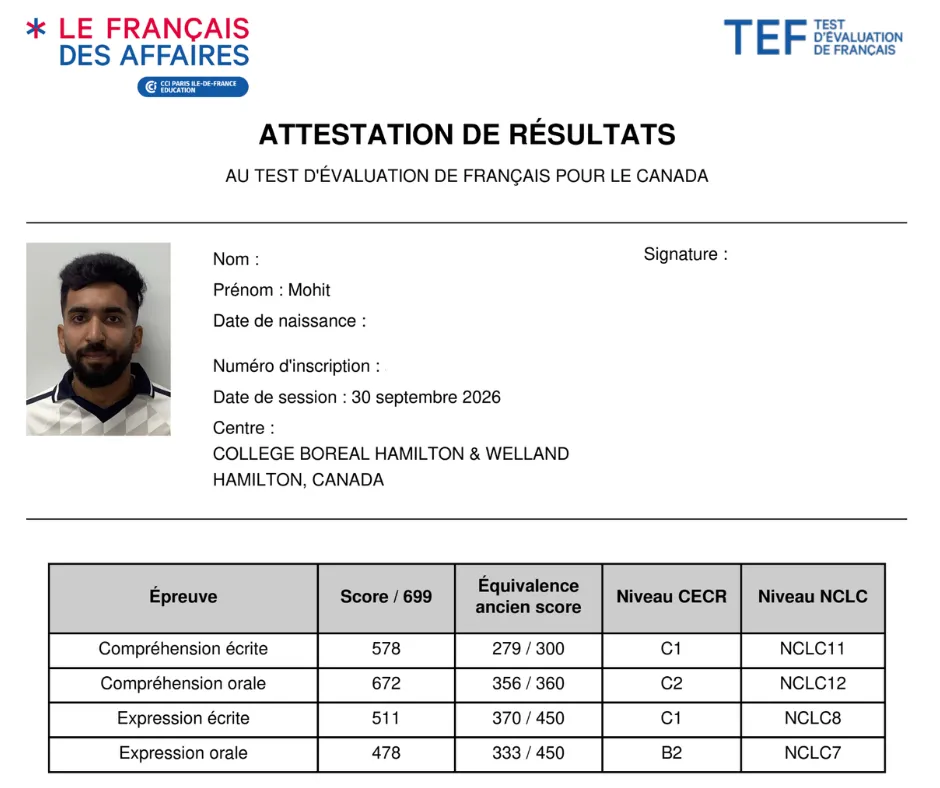 LE FRANÇAIS
DES AFFAIRES
CCI PARIS ILE-DE-FRANCE
EDUCATION
TEF TEST
D'ÉVALUATION
DE FRANÇAIS
ATTESTATION DE RÉSULTATS
AU TEST D'ÉVALUATION DE FRANÇAIS POUR LE CANADA
Nom :
Signature :
Prénom : Mohit
Date de naissance :
Numéro d'inscription :
Date de session : 30 septembre 2026
Centre :
COLLEGE BOREAL HAMILTON & WELLAND
HAMILTON, CANADA
Épreuve Score / 699 Équivalence ancien score Niveau CECR Niveau NCLC
Compréhension écrite 578 279 / 300 C1 NCLC11
Compréhension orale 672 356 / 360 C2 NCLC12
Expression écrite 511 370 / 450 C1 NCLC8
Expression orale 478 333 / 450 B2 NCLC7